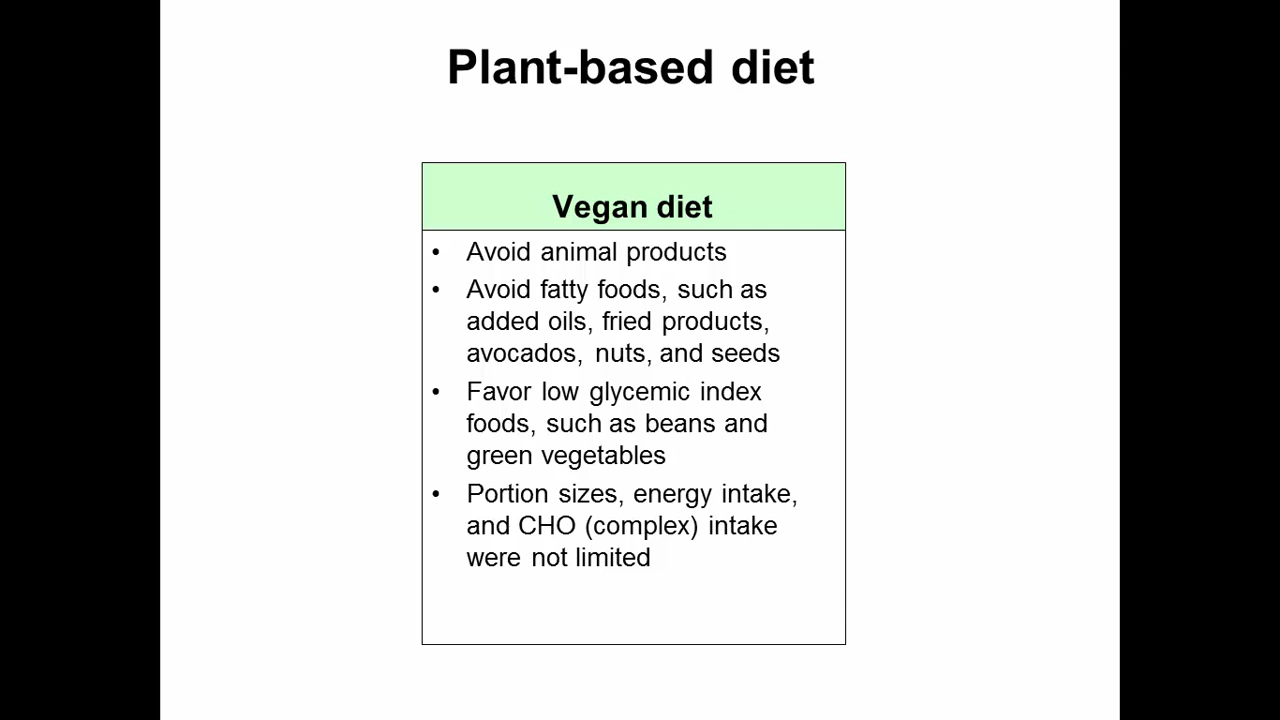 Plant-based diet
Vegan diet
• Avoid animal products
• Avoid fatty foods, such as
added oils, fried products,
avocados, nuts, and seeds
• Favor low glycemic index
foods, such as beans and
green vegetables
• Portion sizes, energy intake,
and CHO (complex) intake
were not limited